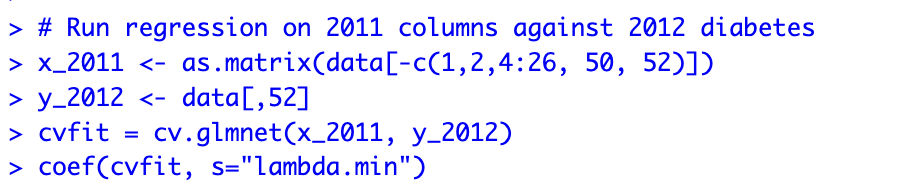 > # Run regression on 2011 columns against 2012 diabetes
> x_2011 <- as.matrix(data[-c(1,2,4:26, 50, 52)])
> y_2012 <- data[,52]
> cvfit = cv.glmnet(x_2011, y_2012)
> coef(cvfit, s="lambda.min")